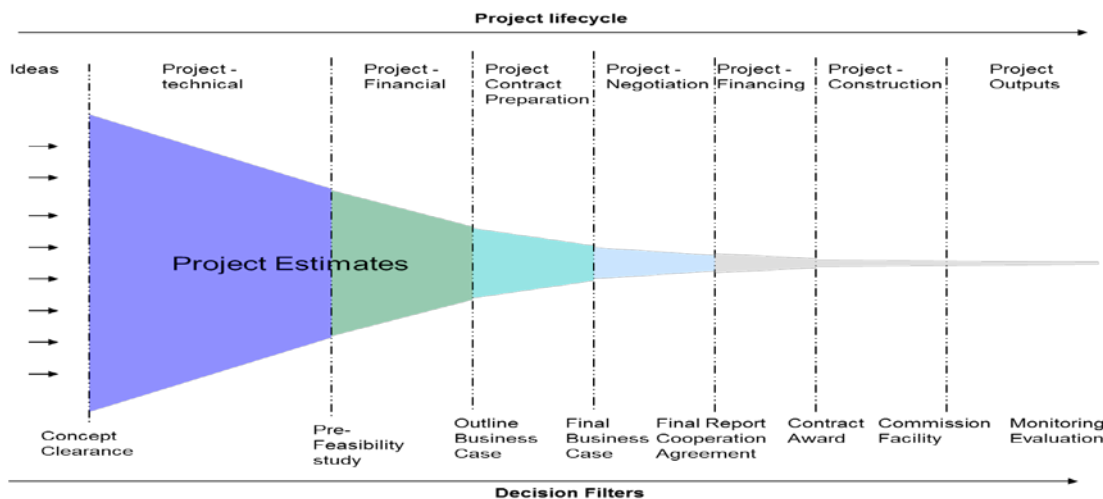 Project lifecycle
Ideas
Project -
technical
Project -
Financial
Project
Contract
Preparation
Project -
Negotiation
Project -
Financing
Project -
Construction
Project
Outputs
Project Estimates
Concept
Clearance
Pre-
Feasibility
study
Outline
Business
Case
Final
Business
Case
Final Report
Cooperation
Agreement
Contract
Award
Commission
Facility
Monitoring
Evaluation
Decision Filters